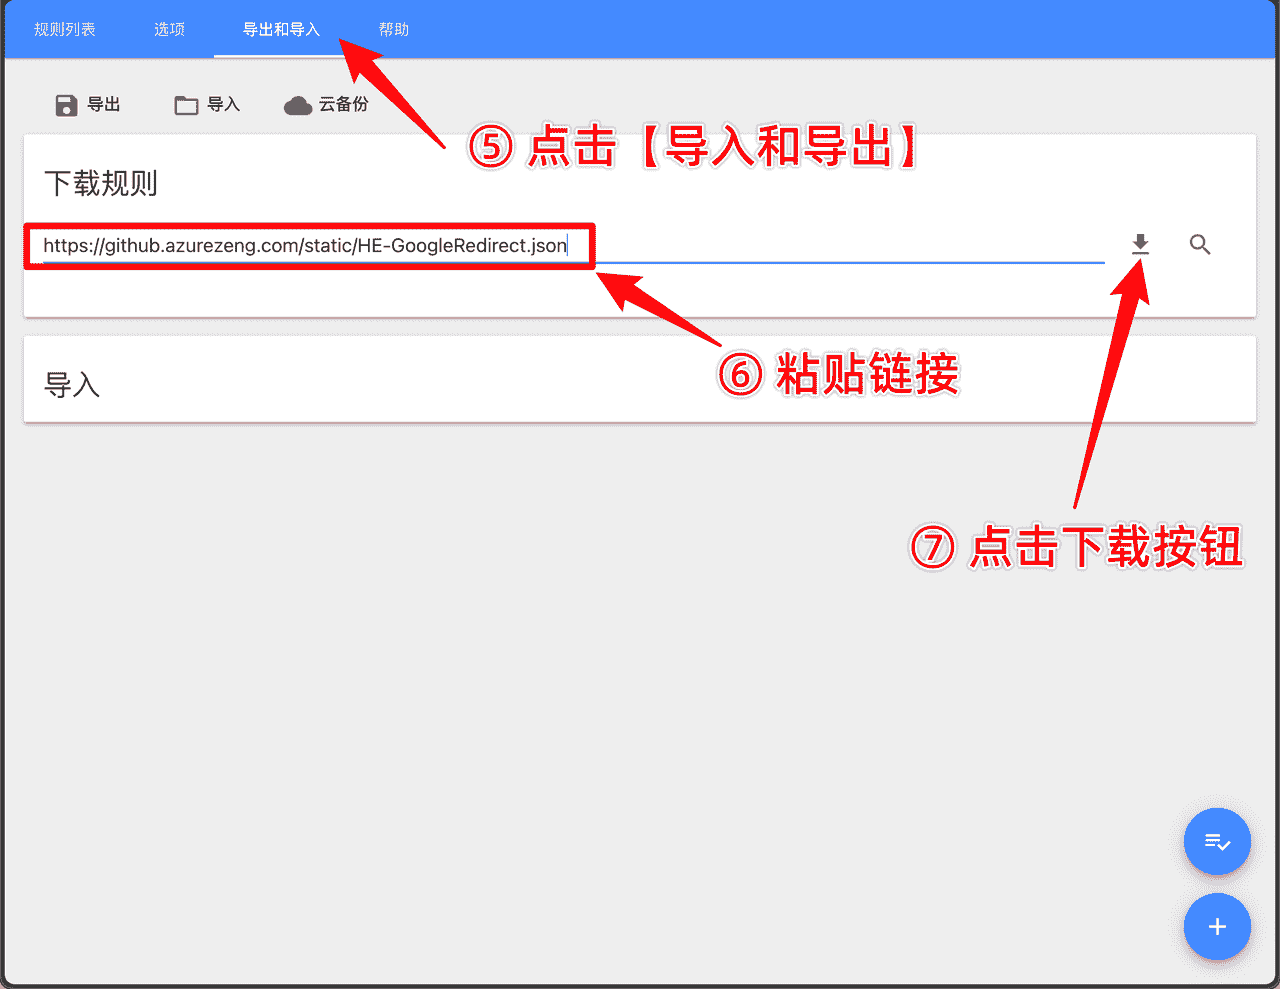 规则列表 选项 导出和导入 帮助
导出 导入 云备份
⑤ 点击【导入和导出】
下载规则
https://github.azurezeng.com/static/HE-GoogleRedirect.json
⑥ 粘贴链接
导入
⑦ 点击下载按钮